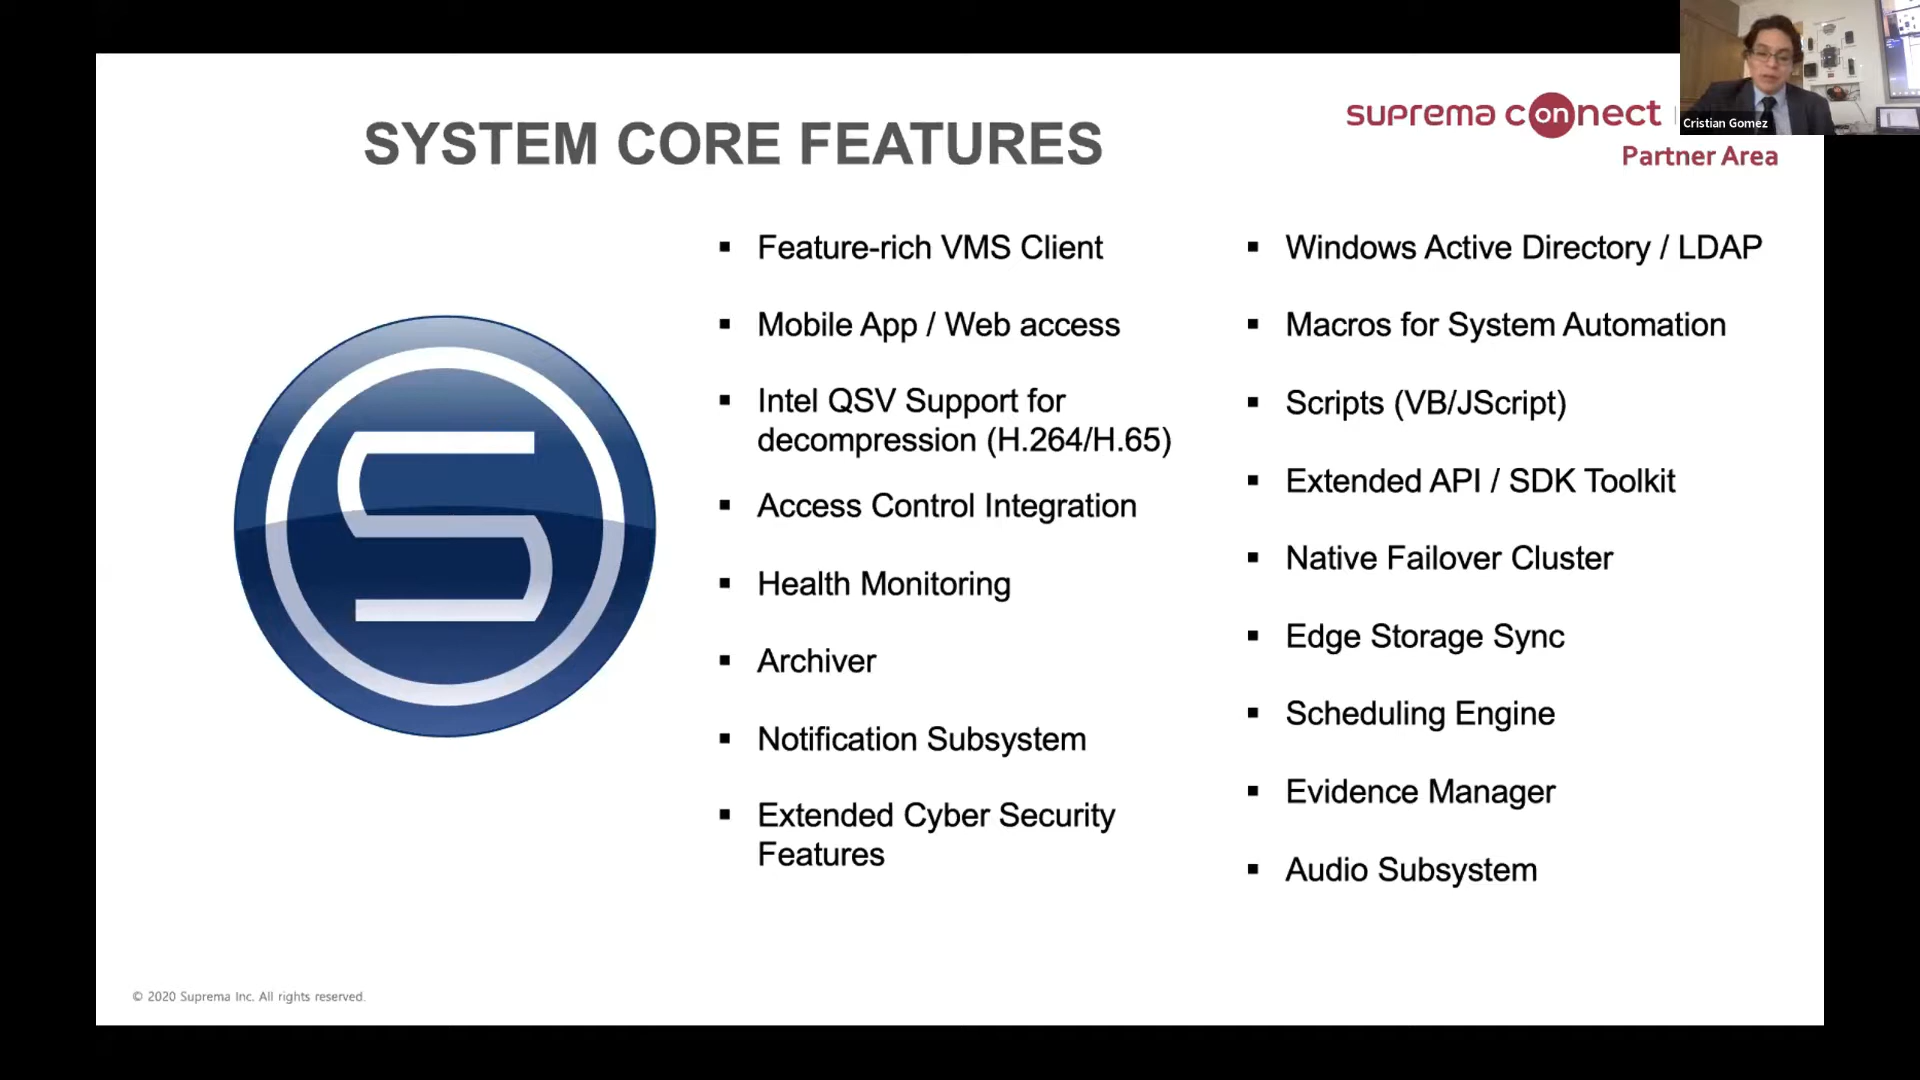 SYSTEM CORE FEATURES
suprema connect
Partner Area
Cristian Gomez
▪ Feature-rich VMS Client
▪ Mobile App / Web access
▪ Intel QSV Support for
decompression (H.264/H.65)
▪ Access Control Integration
▪ Health Monitoring
▪ Archiver
▪ Notification Subsystem
▪ Extended Cyber Security
Features
▪ Windows Active Directory / LDAP
▪ Macros for System Automation
▪ Scripts (VB/JScript)
▪ Extended API / SDK Toolkit
▪ Native Failover Cluster
▪ Edge Storage Sync
▪ Scheduling Engine
▪ Evidence Manager
▪ Audio Subsystem
© 2020 Suprema Inc. All rights reserved.